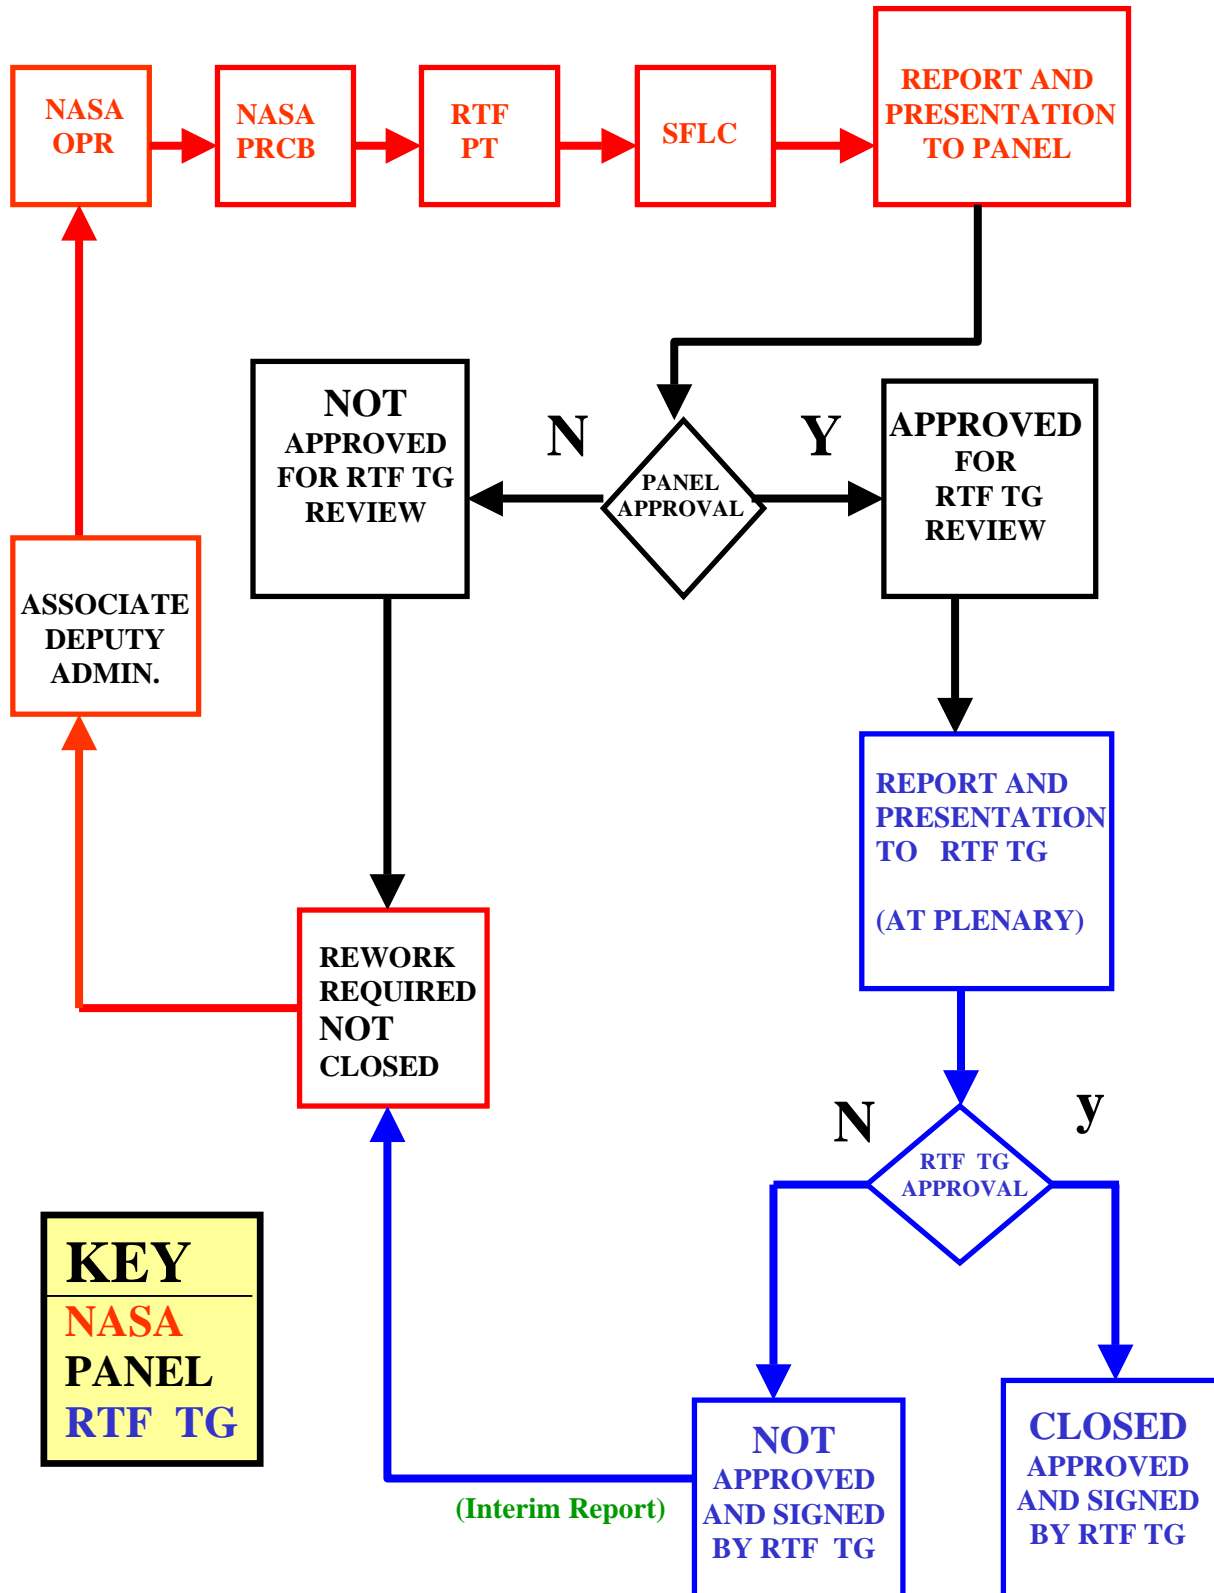 NASA
OPR
NASA
PRCB
RTF
PT
SFLC
REPORT AND
PRESENTATION
TO PANEL
NOT
APPROVED
FOR RTF TG
REVIEW
N
PANEL
APPROVAL
Y
APPROVED
FOR
RTF TG
REVIEW
ASSOCIATE
DEPUTY
ADMIN.
REPORT AND
PRESENTATION
TO RTF TG
(AT PLENARY)
REWORK
REQUIRED
NOT
CLOSED
N
y
RTF TG
APPROVAL
KEY
NASA
PANEL
RTF TG
(Interim Report)
NOT
APPROVED
AND SIGNED
BY RTF TG
CLOSED
APPROVED
AND SIGNED
BY RTF TG